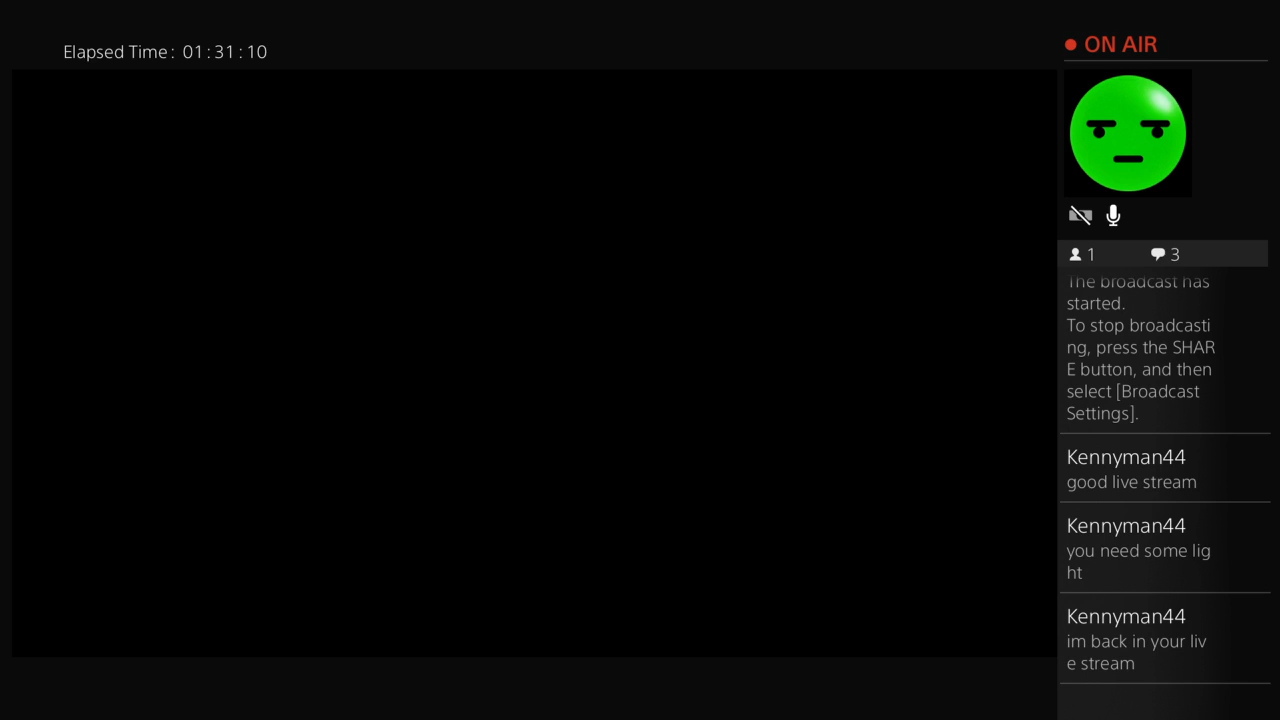 Elapsed Time: 01:31:10
ON AIR
1 3
The broadcast has
started.
To stop broadcasti
ng, press the SHAR
E button, and then
select [Broadcast
Settings].
Kennyman44
good live stream
Kennyman44
you need some lig
ht
Kennyman44
im back in your liv
e stream